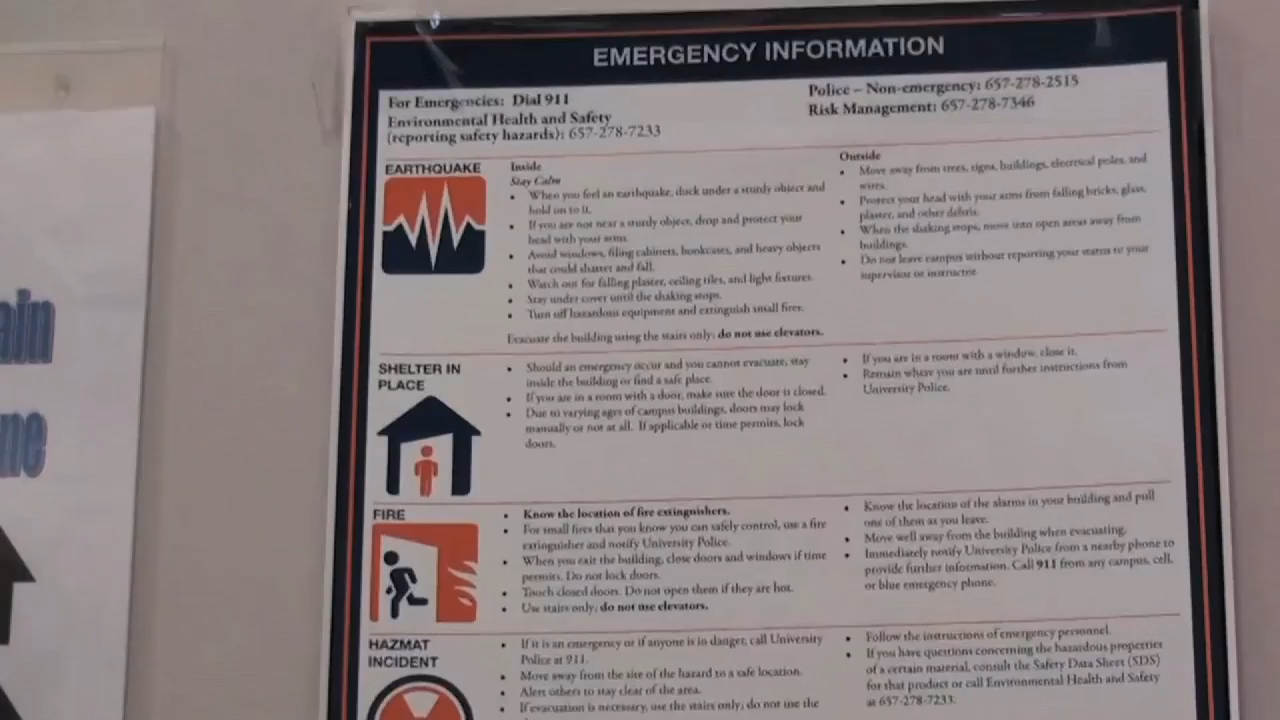 EMERGENCY INFORMATION
For Emergencies: Dial 911
Environmental Health and Safety
(reporting safety hazards): 657-278-7233
Police – Non-emergency: 657-278-2515
Risk Management: 657-278-7346
EARTHQUAKE
Inside
Stay Calm
• When you feel an earthquake, duck under a sturdy object and
hold on to it.
• If you are not near a sturdy object, drop and protect your
head with your arms.
• Avoid windows, filing cabinets, bookcases, and heavy objects
that could shatter and fall.
• Watch out for falling plaster, ceiling tiles, and light fixtures.
• Stay under cover until the shaking stops.
• Turn off hazardous equipment and extinguish small fires.
Evacuate the building using the stairs only; do not use elevators.
Outside
• Move away from trees, signs, buildings, electrical poles, and
wires.
• Protect your head with your arms from falling bricks, glass,
plaster, and other debris.
• When the shaking stops, move into open areas away from
buildings.
• Do not leave campus without reporting your status to your
supervisor or instructor.
SHELTER IN
PLACE
• Should an emergency occur and you cannot evacuate, stay
inside the building or find a safe place.
• If you are in a room with a door, make sure the door is closed.
• Due to varying ages of campus buildings, doors may lock
manually or not at all. If applicable or time permits, lock
doors.
• If you are in a room with a window, close it.
• Remain where you are until further instructions from
University Police.
FIRE
• Know the location of fire extinguishers.
• For small fires that you know you can safely control, use a fire
extinguisher and notify University Police.
• When you exit the building, close doors and windows if time
permits. Do not lock doors.
• Touch closed doors. Do not open them if they are hot.
• Use stairs only; do not use elevators.
• Know the location of the alarms in your building and pull
one of them as you leave.
• Move well away from the building when evacuating.
• Immediately notify University Police from a nearby phone to
provide further information. Call 911 from any campus, cell,
or blue emergency phone.
HAZMAT
INCIDENT
• If it is an emergency or if anyone is in danger, call University
Police at 911.
• Move away from the site of the hazard to a safe location.
• Alert others to stay clear of the area.
• If evacuation is necessary, use the stairs only; do not use the
• Follow the instructions of emergency personnel.
• If you have questions concerning the hazardous properties
of a certain material, consult the Safety Data Sheet (SDS)
for that product or call Environmental Health and Safety
at 657-278-7233.
ain
ne